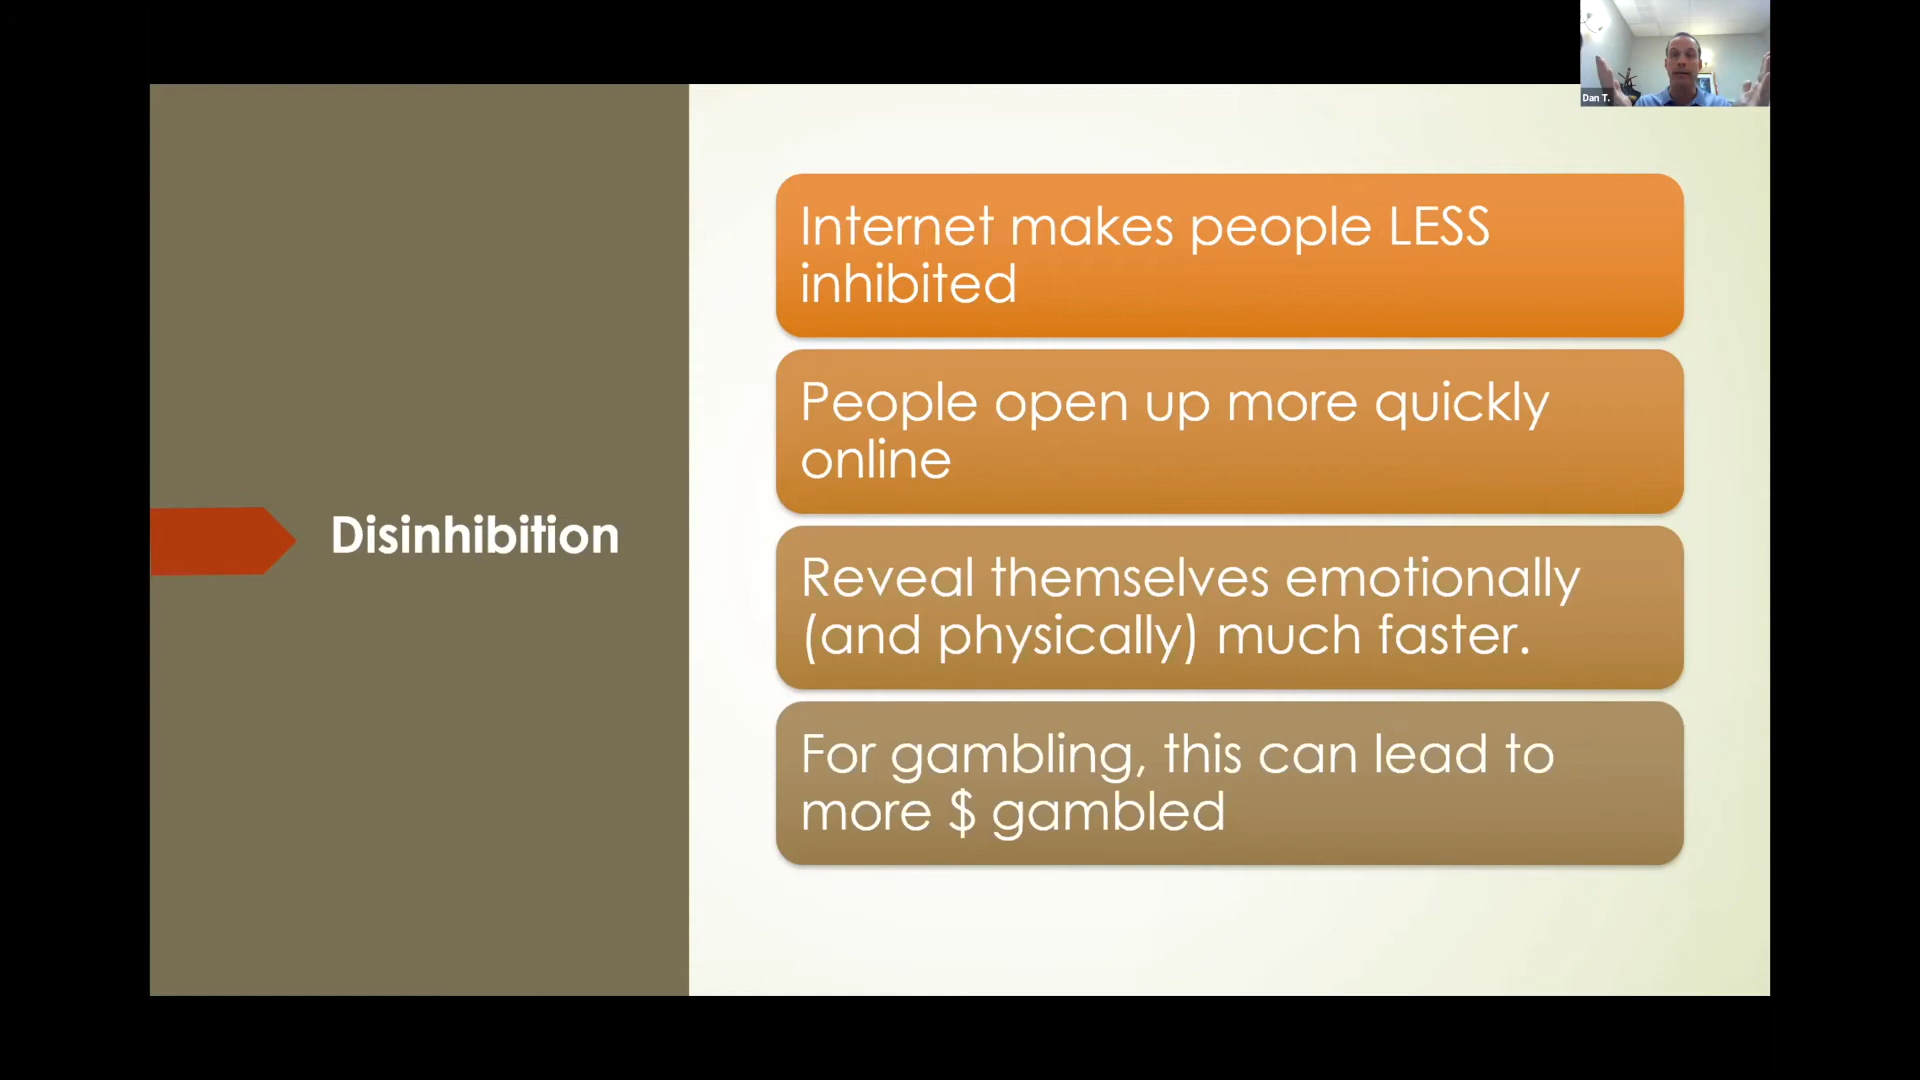 Dan T.
Disinhibition
Internet makes people LESS
inhibited
People open up more quickly
online
Reveal themselves emotionally
(and physically) much faster.
For gambling, this can lead to
more $ gambled